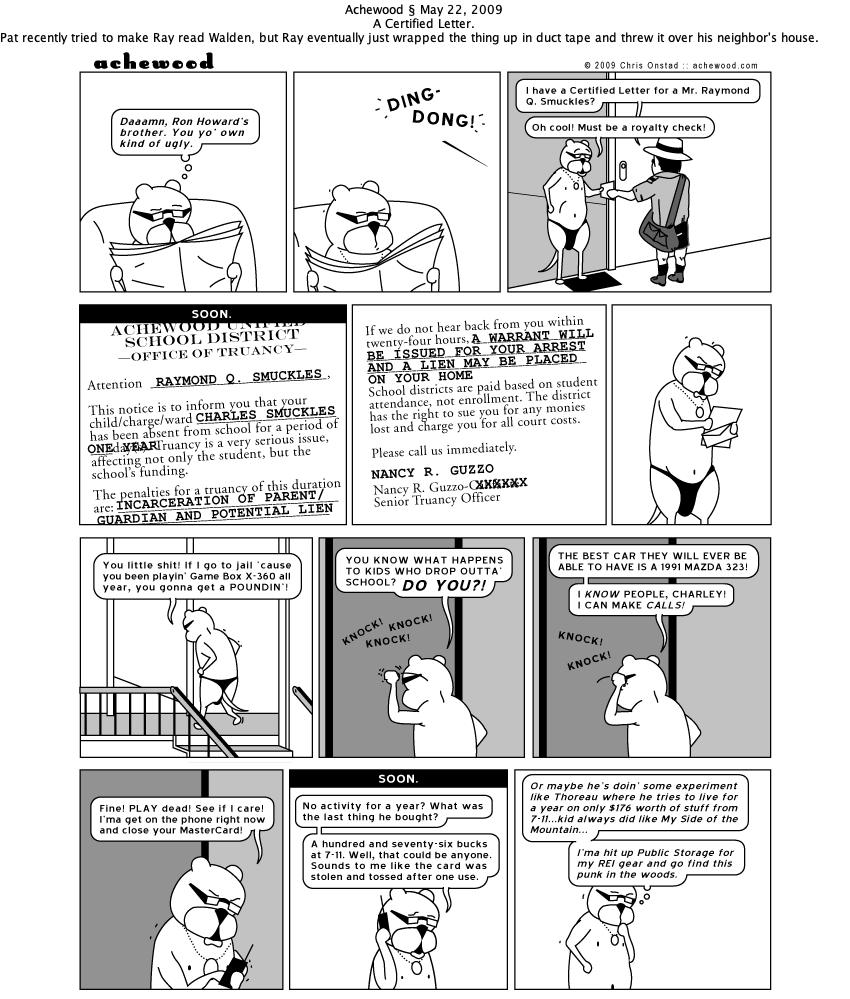 Achewood § May 22, 2009
A Certified Letter.
Pat recently tried to make Ray read Walden, but Ray eventually just wrapped the thing up in duct tape and threw it over his neighbor's house.
achewood
© 2009 Chris Onstad :: achewood.com
Daaamn, Ron Howard's
brother. You yo' own
kind of ugly.
DING-
DONG!
I have a Certified Letter for a Mr. Raymond
Q. Smuckles?
Oh cool! Must be a royalty check!
SOON.
ACHEWOOD UNIFIED
SCHOOL DISTRICT
—OFFICE OF TRUANCY—
Attention RAYMOND Q. SMUCKLES,
This notice is to inform you that your
child/charge/ward CHARLES SMUCKLES
has been absent from school for a period of
ONE YEAR Truancy is a very serious issue,
affecting not only the student, but the
school's funding.
The penalties for a truancy of this duration
are: INCARCERATION OF PARENT/
GUARDIAN AND POTENTIAL LIEN
If we do not hear back from you within
twenty-four hours, A WARRANT WILL
BE ISSUED FOR YOUR ARREST
AND A LIEN MAY BE PLACED
ON YOUR HOME
School districts are paid based on student
attendance, not enrollment. The district
has the right to sue you for any monies
lost and charge you for all court costs.
Please call us immediately.
NANCY R. GUZZO
Nancy R. Guzzo-
Senior Truancy Officer
You little shit! If I go to jail 'cause
you been playin' Game Box X-360 all
year, you gonna get a POUNDIN'!
YOU KNOW WHAT HAPPENS
TO KIDS WHO DROP OUTTA'
SCHOOL? DO YOU?!
KNOCK! KNOCK!
KNOCK!
THE BEST CAR THEY WILL EVER BE
ABLE TO HAVE IS A 1991 MAZDA 323!
I KNOW PEOPLE, CHARLEY!
I CAN MAKE CALLS!
KNOCK!
KNOCK!
Fine! PLAY dead! See if I care!
I'ma get on the phone right now
and close your MasterCard!
SOON.
No activity for a year? What was
the last thing he bought?
A hundred and seventy-six bucks
at 7-11. Well, that could be anyone.
Sounds to me like the card was
stolen and tossed after one use.
Or maybe he's doin' some experiment
like Thoreau where he tries to live for
a year on only $176 worth of stuff from
7-11...kid always did like My Side of the
Mountain...
I'ma hit up Public Storage for
my REI gear and go find this
punk in the woods.